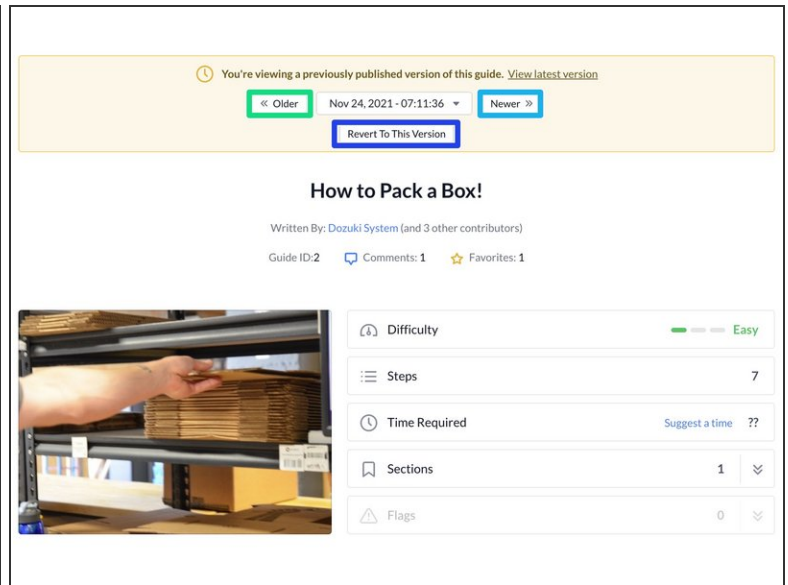 You're viewing a previously published version of this guide. View latest version
« Older Nov 24, 2021 - 07:11:36 Newer »
Revert To This Version
How to Pack a Box!
Written By: Dozuki System (and 3 other contributors)
Guide ID:2 Comments: 1 Favorites: 1
Difficulty Easy
Steps 7
Time Required Suggest a time ??
Sections 1
Flags 0